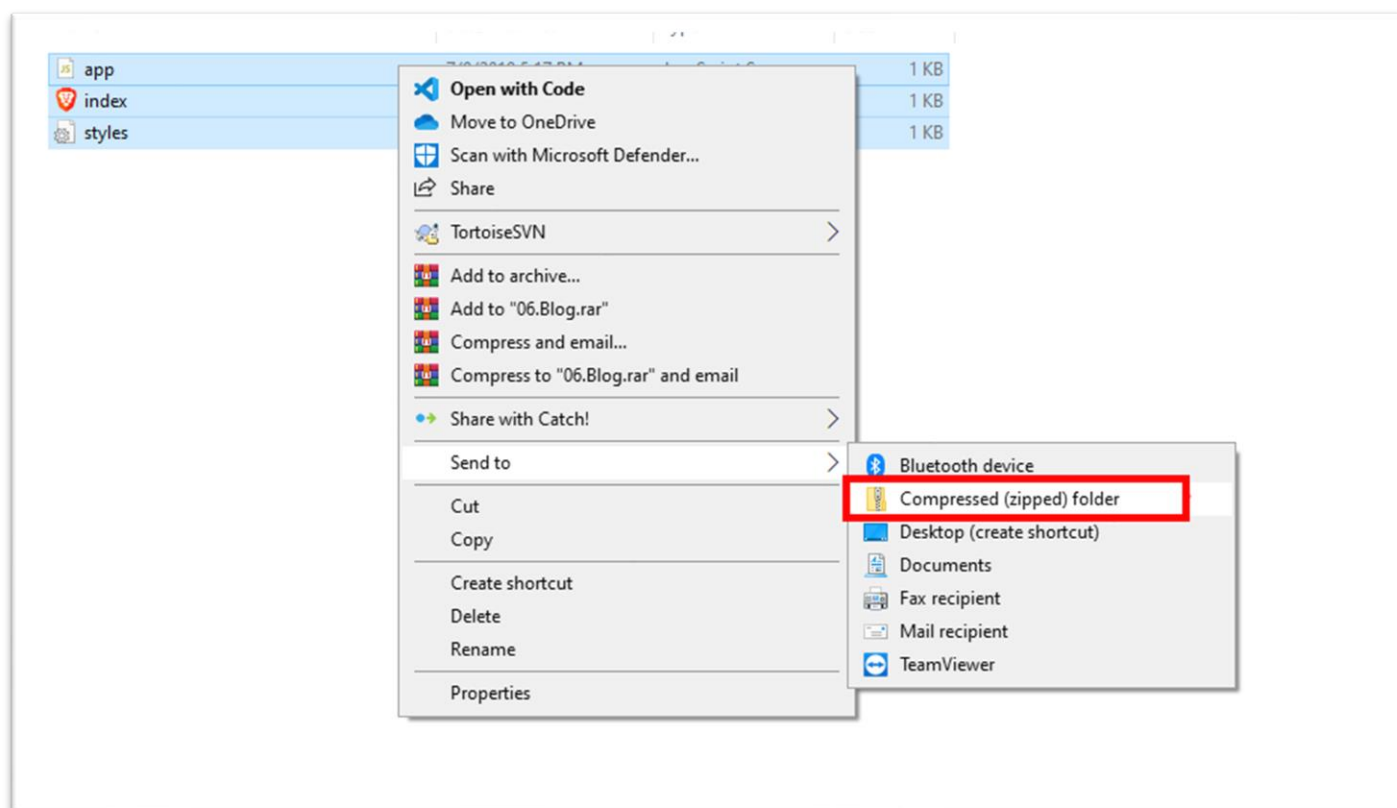 app 1 KB
index 1 KB
styles 1 KB
Open with Code
Move to OneDrive
Scan with Microsoft Defender...
Share
TortoiseSVN
Add to archive...
Add to "06.Blog.rar"
Compress and email...
Compress to "06.Blog.rar" and email
Share with Catch!
Send to
Cut
Copy
Create shortcut
Delete
Rename
Properties
Bluetooth device
Compressed (zipped) folder
Desktop (create shortcut)
Documents
Fax recipient
Mail recipient
TeamViewer